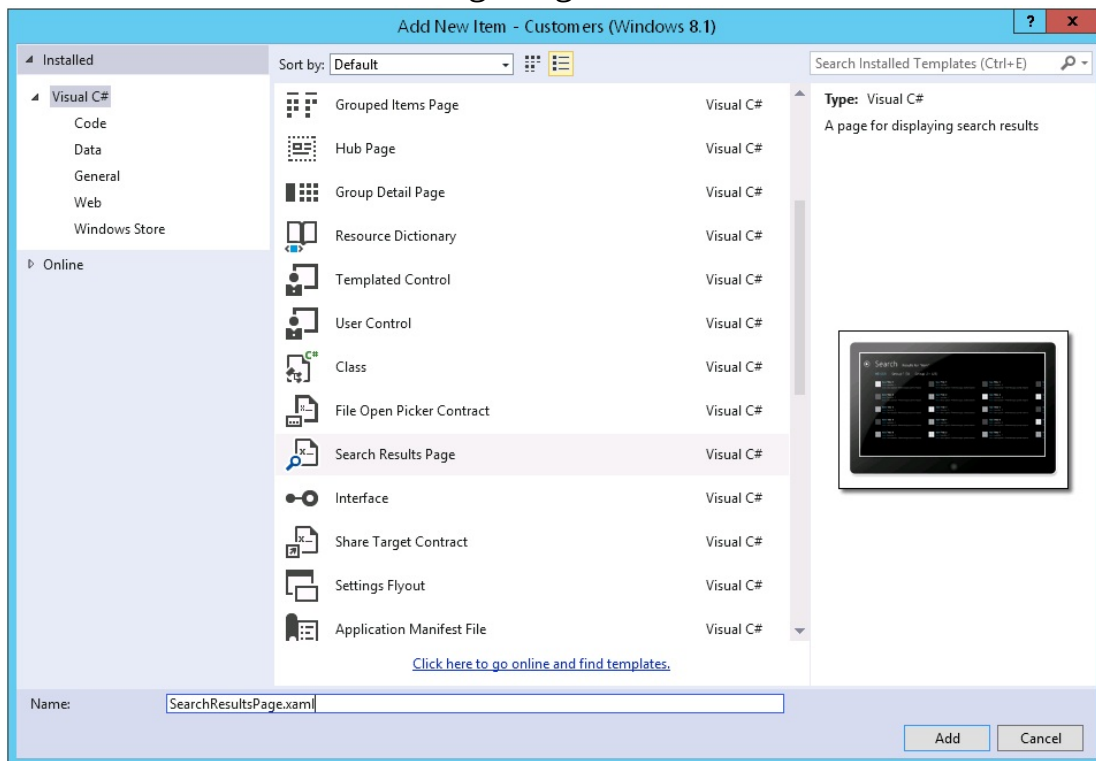 Add New Item - Customers (Windows 8.1)
? x
Installed
Sort by: Default
Search Installed Templates (Ctrl+E)
Visual C#
Code
Data
General
Web
Windows Store
Online
Grouped Items Page Visual C#
Hub Page Visual C#
Group Detail Page Visual C#
Resource Dictionary Visual C#
Templated Control Visual C#
User Control Visual C#
Class Visual C#
File Open Picker Contract Visual C#
Search Results Page Visual C#
Interface Visual C#
Share Target Contract Visual C#
Settings Flyout Visual C#
Application Manifest File Visual C#
Click here to go online and find templates.
Type: Visual C#
A page for displaying search results
Search
Name: SearchResultsPage.xaml
Add Cancel